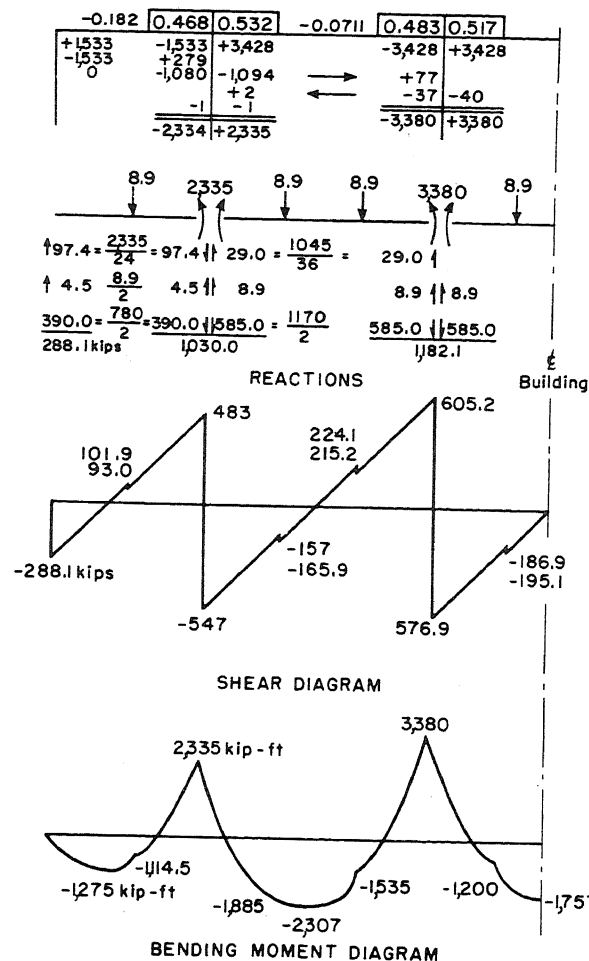 -0.182 0.468 0.532 -0.0711 0.483 0.517
+1,533 -1,533 +3,428 -3,428 +3,428
-1,533 +279
0 -1,080 -1,094 +77
+2 -37 -40
-1 -1 -3,380 +3,380
-2,334 +2,335
8.9 2335 8.9 8.9 3380 8.9
↑97.4 = 2335/24 = 97.4 29.0 = 1045/36 = 29.0
↑ 4.5 8.9/2 4.5 8.9 8.9 8.9
390.0 = 780/2 = 390.0 585.0 = 1170/2 585.0 585.0
288.1 kips 1,030.0 1,182.1
REACTIONS
℄
Building
483
605.2
101.9
93.0
224.1
215.2
-288.1 kips
-157
-165.9
-186.9
-195.1
-547
576.9
SHEAR DIAGRAM
2,335 kip-ft
3,380
-1,114.5
-1,275 kip-ft
-1,885
-2,307
-1,535
-1,200
BENDING MOMENT DIAGRAM